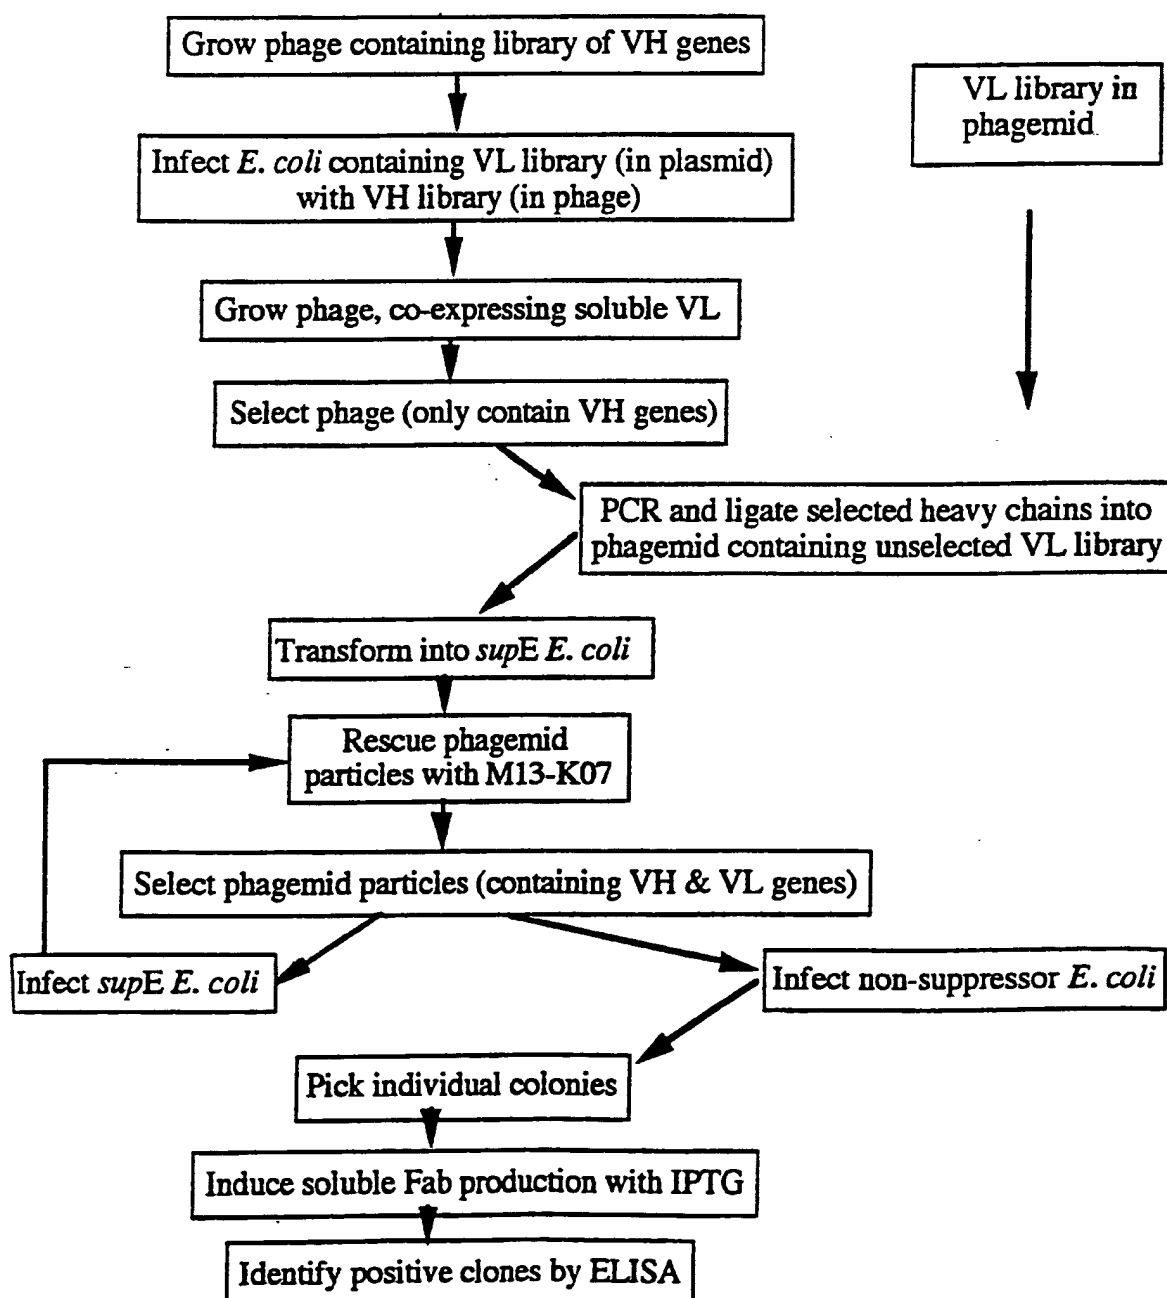 Grow phage containing library of VH genes
VL library in
phagemid
Infect E. coli containing VL library (in plasmid)
with VH library (in phage)
Grow phage, co-expressing soluble VL
Select phage (only contain VH genes)
PCR and ligate selected heavy chains into
phagemid containing unselected VL library
Transform into supE E. coli
Rescue phagemid
particles with M13-K07
Select phagemid particles (containing VH & VL genes)
Infect supE E. coli
Infect non-suppressor E. coli
Pick individual colonies
Induce soluble Fab production with IPTG
Identify positive clones by ELISA